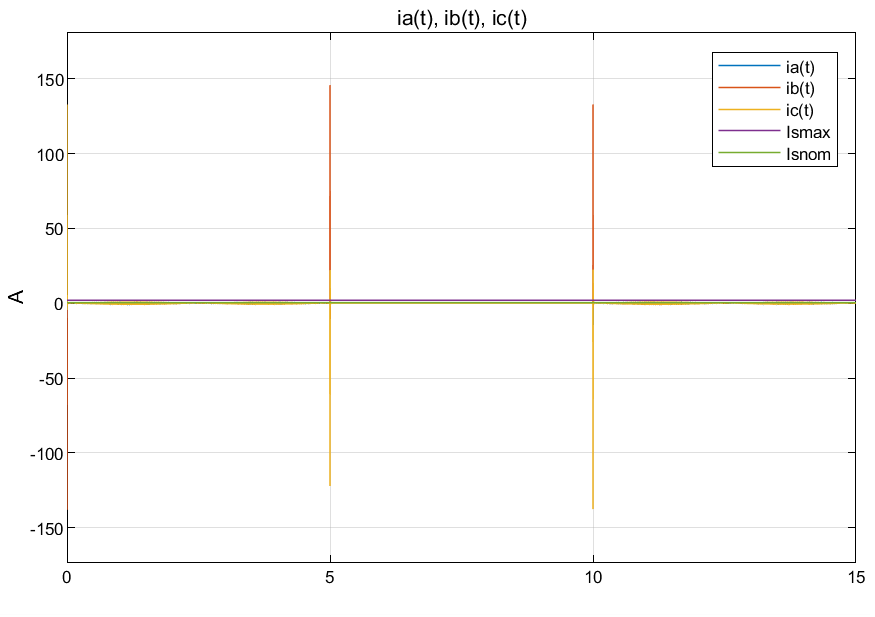 ia(t), ib(t), ic(t)
150
100
50
0
-50
-100
-150
A
0
5
10
15
ia(t)
ib(t)
ic(t)
Ismax
Isnom